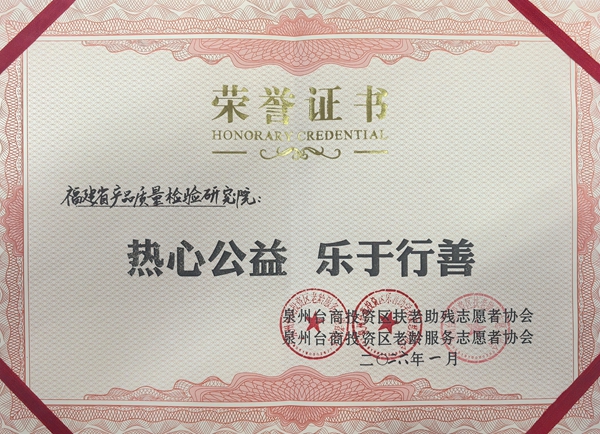 荣誉证书
HONORARY CREDENTIAL
福建省产品质量检验研究院：
热心公益 乐于行善
泉州台商投资区扶老助残志愿者协会
泉州台商投资区老龄服务志愿者协会
二〇二六年一月